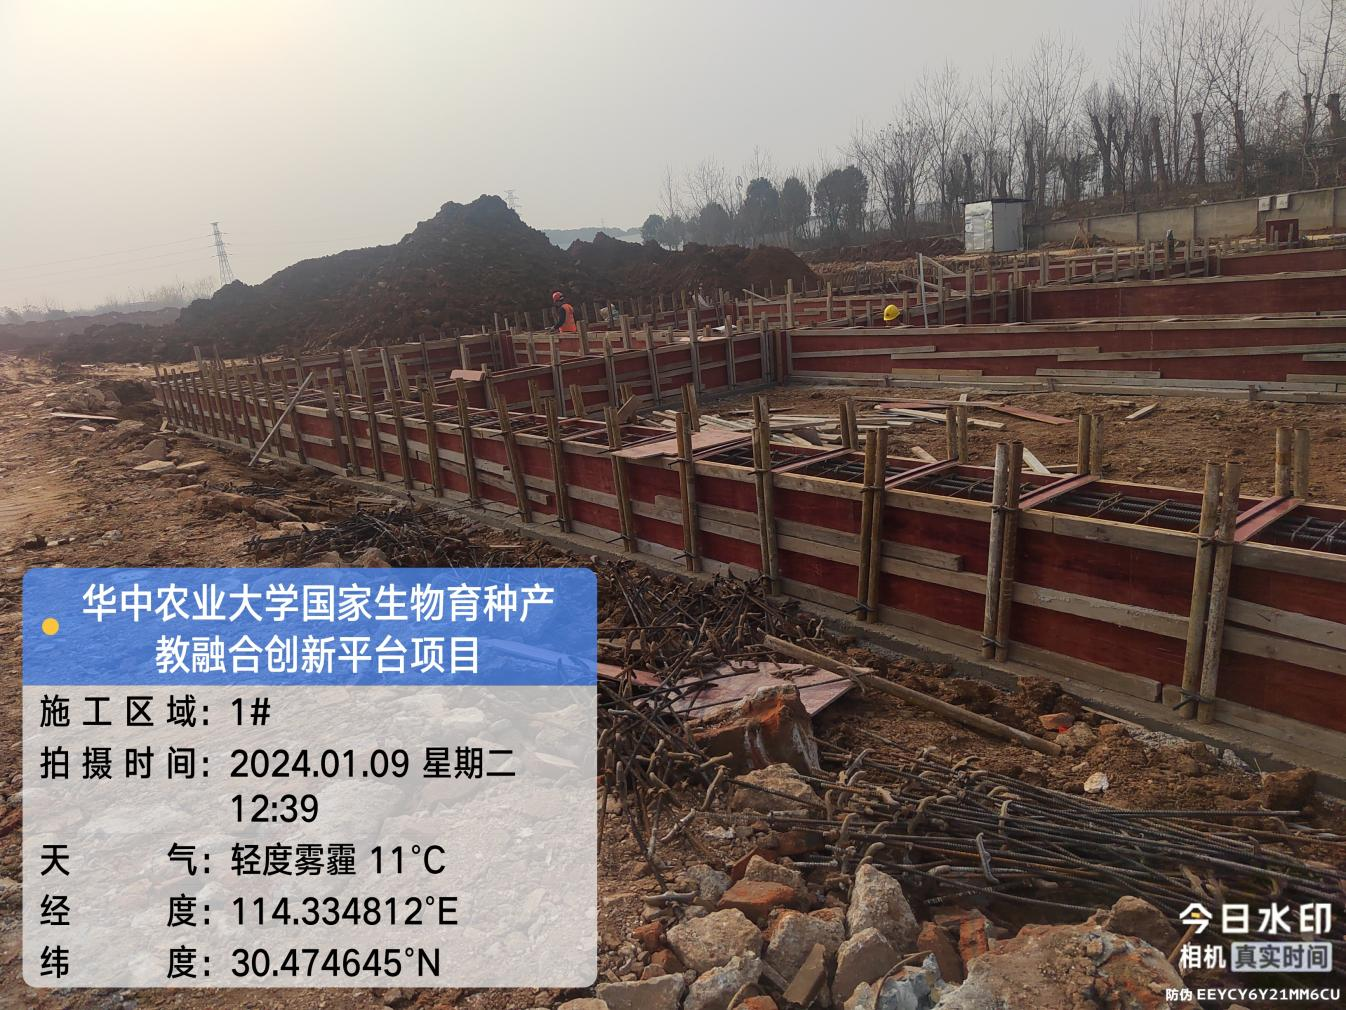 华中农业大学国家生物育种产
教融合创新平台项目
施工区域：1#
拍摄时间：2024.01.09 星期二
12:39
天气：轻度雾霾 11°C
经度：114.334812°E
纬度：30.474645°N
今日水印
相机 真实时间
防伪 EEYCY6Y21MM6CU